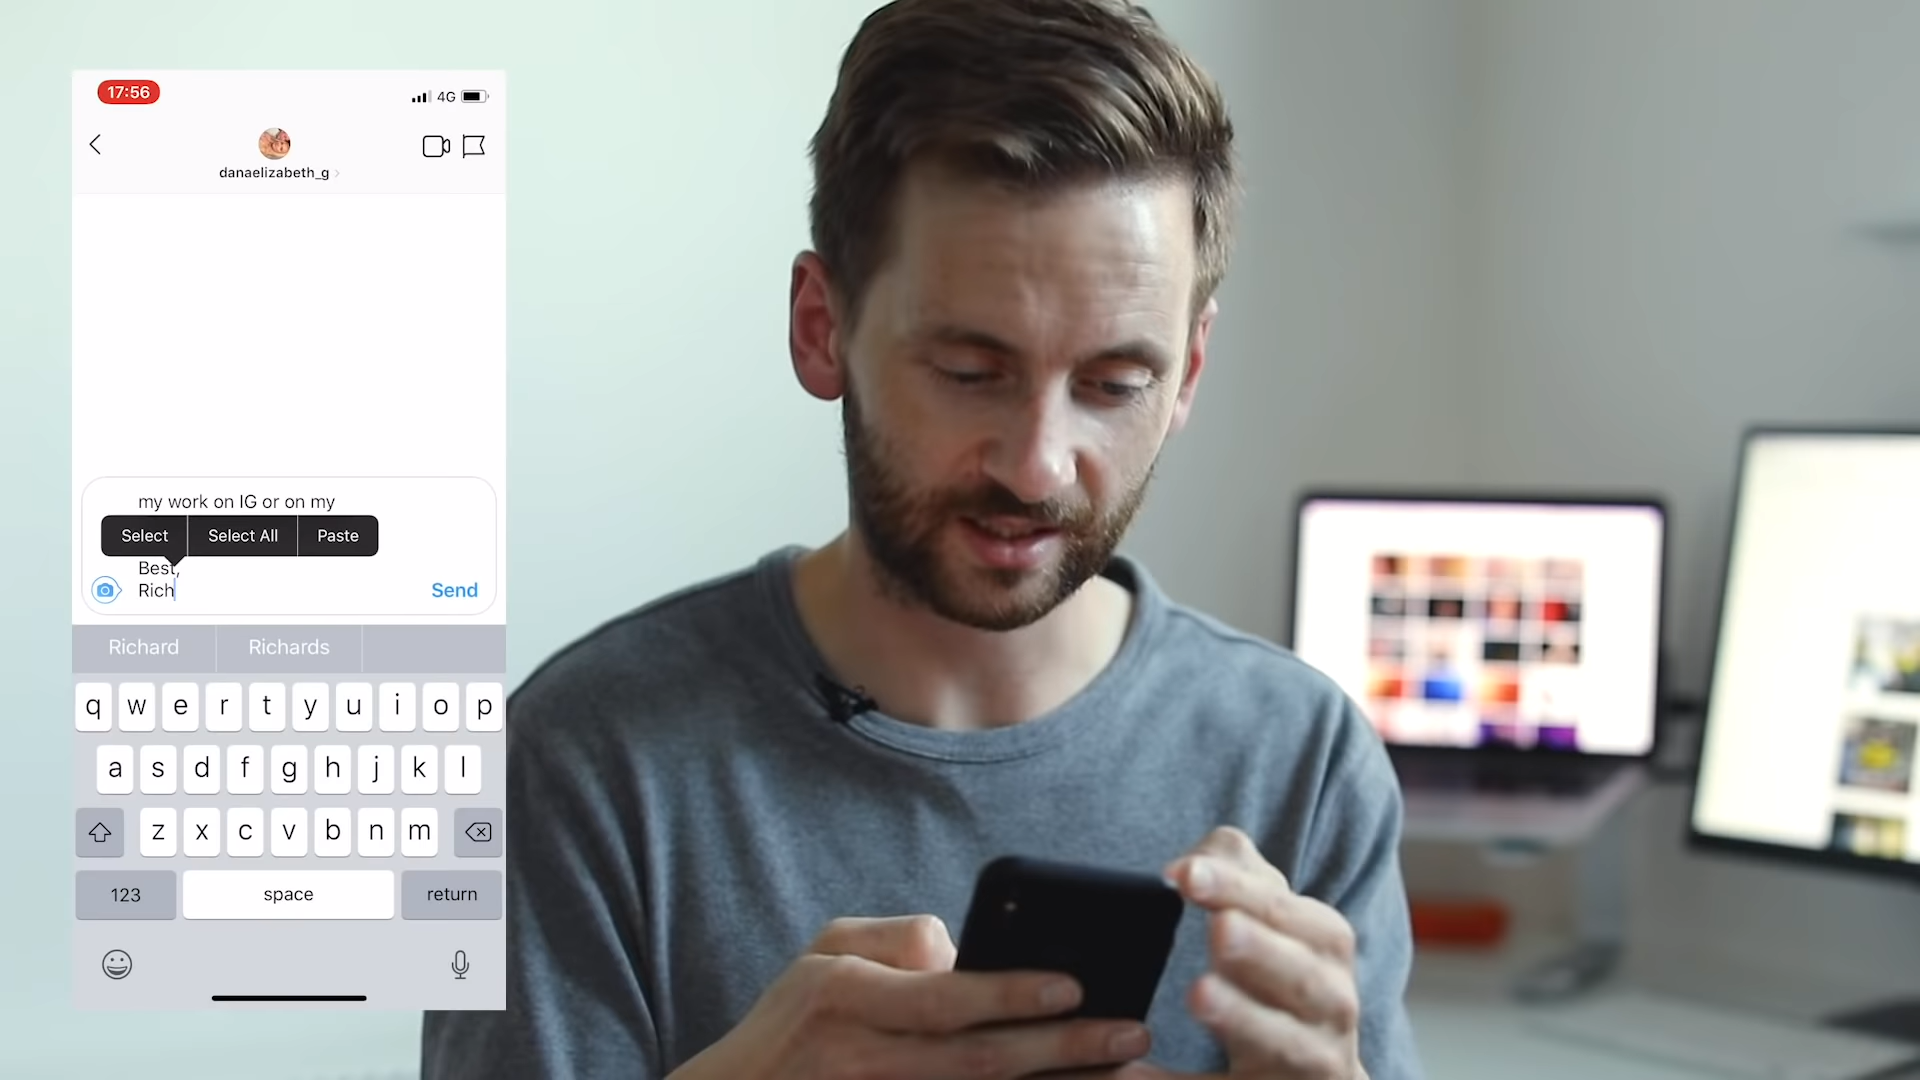 17:56
4G
danaelizabeth_g
my work on IG or on my
Select Select All Paste
Best,
Rich
Send
Richard Richards
q w e r t y u i o p
a s d f g h j k l
z x c v b n m
123 space return